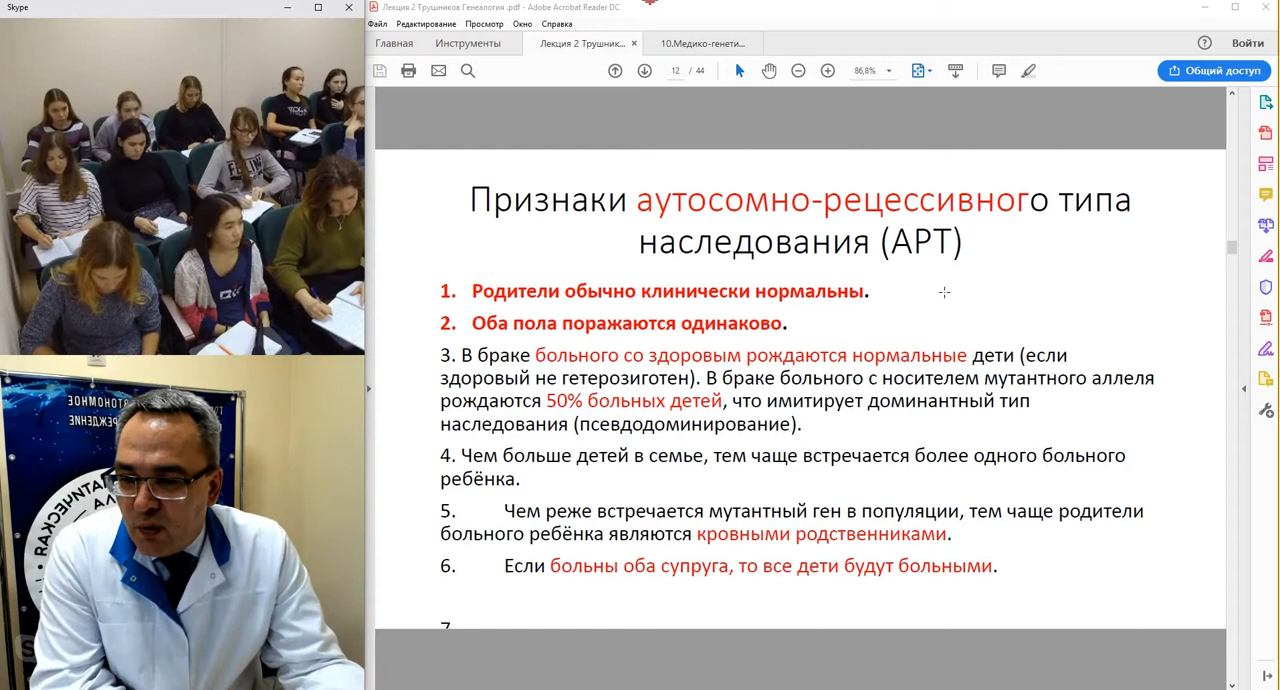 Skype
Лекция 2 Трушников Генеалогия .pdf - Adobe Acrobat Reader DC
Файл Редактирование Просмотр Окно Справка
Главная Инструменты Лекция 2 Трушник... × 10.Медико-генети... Войти
12 / 44 86,8% Общий доступ
Признаки аутосомно-рецессивного типа
наследования (АРТ)
1. Родители обычно клинически нормальны.
2. Оба пола поражаются одинаково.
3. В браке больного со здоровым рождаются нормальные дети (если
здоровый не гетерозиготен). В браке больного с носителем мутантного аллеля
рождаются 50% больных детей, что имитирует доминантный тип
наследования (псевдодоминирование).
4. Чем больше детей в семье, тем чаще встречается более одного больного
ребёнка.
5. Чем реже встречается мутантный ген в популяции, тем чаще родители
больного ребёнка являются кровными родственниками.
6. Если больны оба супруга, то все дети будут больными.
НОМОНОТВА
УЧРЕЖДЕНИЕ